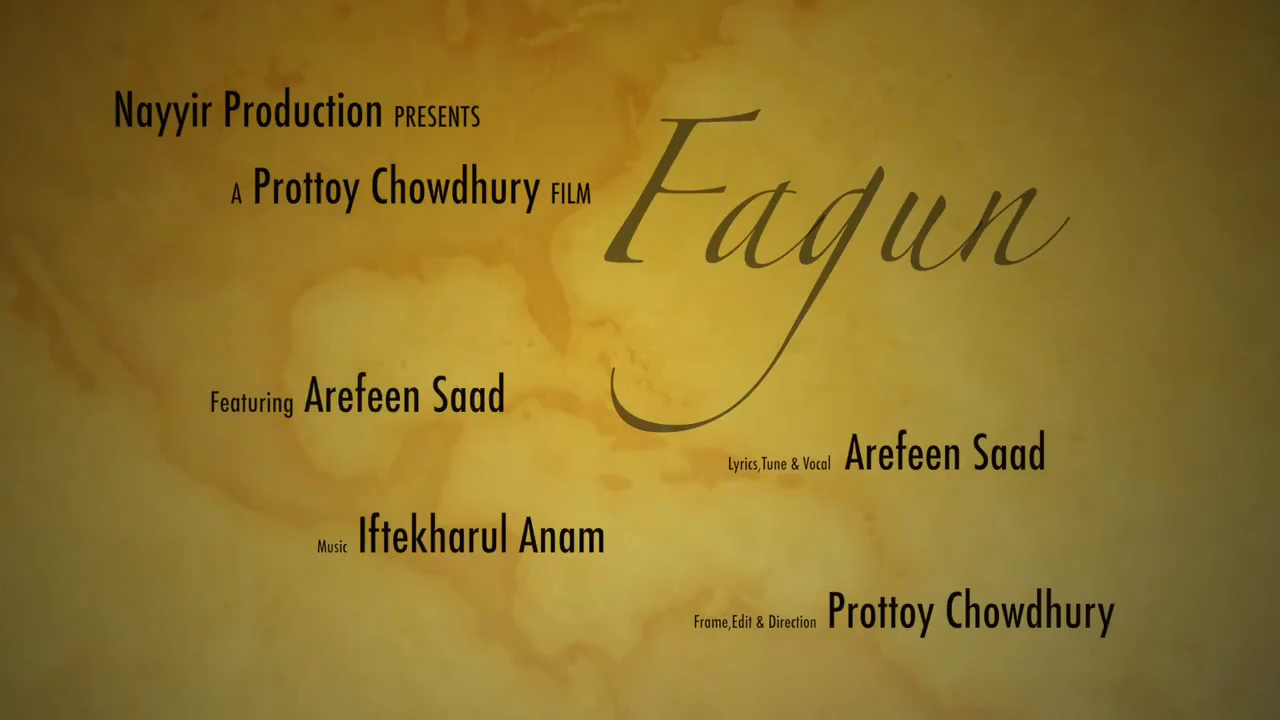 Nayyir Production PRESENTS
A Prottoy Chowdhury FILM
Fagun
Featuring Arefeen Saad
Lyrics,Tune & Vocal Arefeen Saad
Music Iftekharul Anam
Frame,Edit & Direction Prottoy Chowdhury